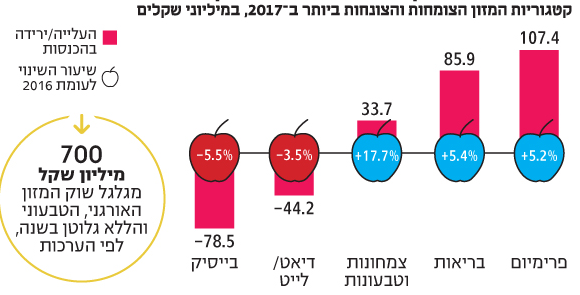 קטגוריות המזון הצומחות והצונחות ביותר ב־2017, במיליוני שקלים
העלייה/ירידה
בהכנסות
שיעור השינוי
לעומת 2016
700
מיליון שקל
מגלגל שוק המזון
האורגני, הטבעוני
והללא גלוטן בשנה,
לפי הערכות
107.4
+5.2%
פרימיום
85.9
+5.4%
בריאות
33.7
+17.7%
צמחונות
וטבעונות
−3.5%
−44.2
דיאט/
לייט
−5.5%
−78.5
בייסיק